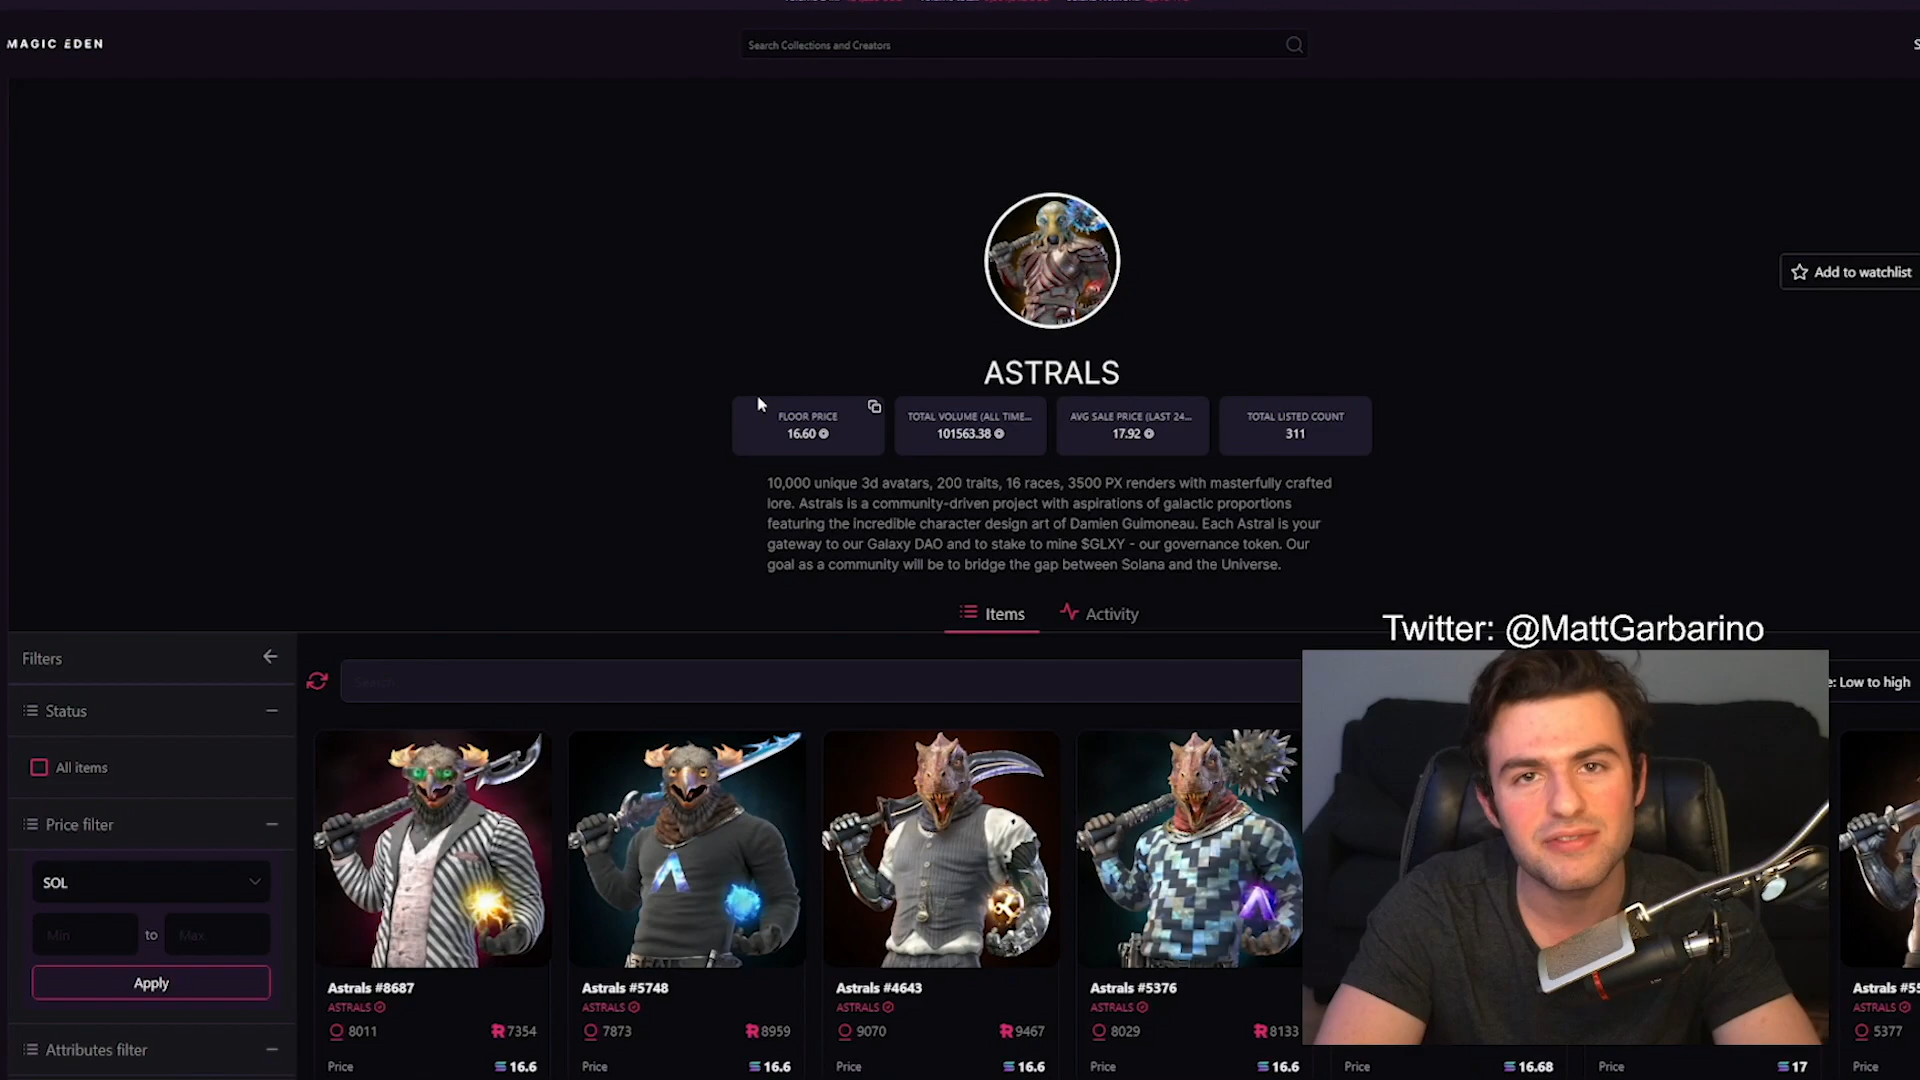 MAGIC EDEN
Search Collections and Creators
Add to watchlist
ASTRALS
FLOOR PRICE
16.60
TOTAL VOLUME (ALL TIME...
101563.38
AVG SALE PRICE (LAST 24...
17.92
TOTAL LISTED COUNT
311
10,000 unique 3d avatars, 200 traits, 16 races, 3500 PX renders with masterfully crafted
lore. Astrals is a community-driven project with aspirations of galactic proportions
featuring the incredible character design art of Damien Guimoneau. Each Astral is your
gateway to our Galaxy DAO and to stake to mine $GLXY - our governance token. Our
goal as a community will be to bridge the gap between Solana and the Universe.
Items
Activity
Twitter: @MattGarbarino
Filters
Search
e: Low to high
Status
All items
Price filter
SOL
Min to Max
Apply
Attributes filter
Astrals #8687
ASTRALS
8011 7354
Price 16.6
Astrals #5748
ASTRALS
7873 8959
Price 16.6
Astrals #4643
ASTRALS
9070 9467
Price 16.6
Astrals #5376
ASTRALS
8029 8133
Price 16.6
Price 16.68
Price 17
Astrals #55
ASTRALS
5377
Price